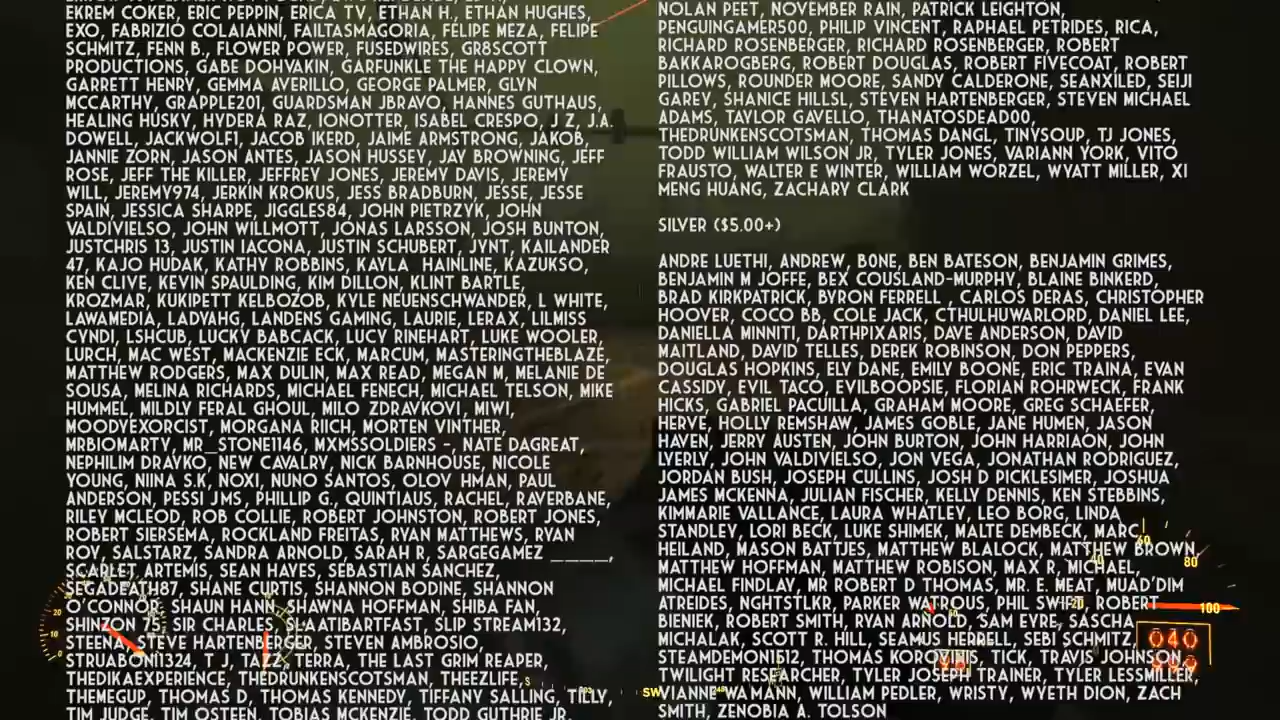 EKREM COKER, ERIC PEPPIN, ERICA TV, ETHAN H., ETHAN HUGHES,
EXO, FABRIZIO COLAIANNI, FAILTASMAGORIA, FELIPE MEZA, FELIPE
SCHMITZ, FENN B., FLOWER POWER, FUSEDWIRES, GR8SCOTT
PRODUCTIONS, GABE DOHVAKIN, GARFUNKLE THE HAPPY CLOWN,
GARRETT HENRY, GEMMA AVERILLO, GEORGE PALMER, GLYN
MCCARTHY, GRAPPLE201, GUARDSMAN JBRAVO, HANNES GUTHAUS,
HEALING HUSKY, HYDERA RAZ, IONOTTER, ISABEL CRESPO, J Z, J.A.
DOWELL, JACKWOLF1, JACOB IKERD, JAIME ARMSTRONG, JAKOB,
JANNIE ZORN, JASON ANTES, JASON HUSSEY, JAY BROWNING, JEFF
ROSE, JEFF THE KILLER, JEFFREY JONES, JEREMY DAVIS, JEREMY
WILL, JEREMY974, JERKIN KROKUS, JESS BRADBURN, JESSE, JESSE
SPAIN, JESSICA SHARPE, JIGGLES84, JOHN PIETRZYK, JOHN
VALDIVIELSO, JOHN WILLMOTT, JONAS LARSSON, JOSH BUNTON,
JUSTCHRIS 13, JUSTIN IACONA, JUSTIN SCHUBERT, JYNT, KAILANDER
47, KAJO HUDAK, KATHY ROBBINS, KAYLA HAINLINE, KAZUKSO,
KEN CLIVE, KEVIN SPAULDING, KIM DILLON, KLINT BARTLE,
KROZMAR, KUKIPETT KELBOZOB, KYLE NEUENSCHWANDER, L WHITE,
LAWAMEDIA, LADYAHG, LANDENS GAMING, LAURIE, LERAX, LILMISS
CYNDI, LSHCUB, LUCKY BABCACK, LUCY RINEHART, LUKE WOOLER,
LURCH, MAC WEST, MACKENZIE ECK, MARCUM, MASTERINGTHEBLAZE,
MATTHEW RODGERS, MAX DULIN, MAX READ, MEGAN M, MELANIE DE
SOUSA, MELINA RICHARDS, MICHAEL FENECH, MICHAEL TELSON, MIKE
HUMMEL, MILDLY FERAL GHOUL, MILO ZDRAVKOVI, MIWI,
MOODYEXORCIST, MORGANA RIICH, MORTEN VINTHER,
MRBIOMARTY, MR_STONE1146, MXMSSOLDIERS -, NATE DAGREAT,
NEPHILIM DRAYKO, NEW CAVALRY, NICK BARNHOUSE, NICOLE
YOUNG, NIINA S.K, NOXI, NUNO SANTOS, OLOV HMAN, PAUL
ANDERSON, PESSI JMS, PHILLIP G., QUINTIAUS, RACHEL, RAVERBANE,
RILEY MCLEOD, ROB COLLIE, ROBERT JOHNSTON, ROBERT JONES,
ROBERT SIERSEMA, ROCKLAND FREITAS, RYAN MATTHEWS, RYAN
ROY, SALSTARZ, SANDRA ARNOLD, SARAH R, SARGEGAMEZ _____,
SCARLET ARTEMIS, SEAN HAYES, SEBASTIAN SANCHEZ,
SEGADEATH87, SHANE CURTIS, SHANNON BODINE, SHANNON
O'CONNOR, SHAUN HANN, SHAWNA HOFFMAN, SHIBA FAN,
SHINZON 75, SIR CHARLES, SLAATIBARTFAST, SLIP STREAM132,
STEENA, STEVE HARTENBERGER, STEVEN AMBROSIO,
STRUABONI1324, T J, TAZZ, TERRA, THE LAST GRIM REAPER,
THEDIKAEXPERIENCE, THEDRUNKENSCOTSMAN, THEEZLIFE,
THEMEGUP, THOMAS D, THOMAS KENNEDY, TIFFANY SALLING, TILLY,
TIM JUDGE, TIM OSTEEN, TOBIAS MCKENZIE, TODD GUTHRIE JR,
NOLAN PEET, NOVEMBER RAIN, PATRICK LEIGHTON,
PENGUINGAMER500, PHILIP VINCENT, RAPHAEL PETRIDES, RICA,
RICHARD ROSENBERGER, RICHARD ROSENBERGER, ROBERT
BAKKAROGBERG, ROBERT DOUGLAS, ROBERT FIVECOAT, ROBERT
PILLOWS, ROUNDER MOORE, SANDY CALDERONE, SEANXILED, SEIJI
GAREY, SHANICE HILLSL, STEVEN HARTENBERGER, STEVEN MICHAEL
ADAMS, TAYLOR GAVELLO, THANATOSDEAD00,
THEDRUNKENSCOTSMAN, THOMAS DANGL, TINYSOUP, TJ JONES,
TODD WILLIAM WILSON JR, TYLER JONES, VARIANN YORK, VITO
FRAUSTO, WALTER E WINTER, WILLIAM WORZEL, WYATT MILLER, XI
MENG HUANG, ZACHARY CLARK
SILVER ($5.00+)
ANDRE LUETHI, ANDREW, B0NE, BEN BATESON, BENJAMIN GRIMES,
BENJAMIN M JOFFE, BEX COUSLAND-MURPHY, BLAINE BINKERD,
BRAD KIRKPATRICK, BYRON FERRELL , CARLOS DERAS, CHRISTOPHER
HOOVER, COCO BB, COLE JACK, CTHULHUWARLORD, DANIEL LEE,
DANIELLA MINNITI, DARTHPIXARIS, DAVE ANDERSON, DAVID
MAITLAND, DAVID TELLES, DEREK ROBINSON, DON PEPPERS,
DOUGLAS HOPKINS, ELY DANE, EMILY BOONE, ERIC TRAINA, EVAN
CASSIDY, EVIL TACO, EVILBOOPSIE, FLORIAN ROHRWECK, FRANK
HICKS, GABRIEL PACUILLA, GRAHAM MOORE, GREG SCHAEFER,
HERVE, HOLLY REMSHAW, JAMES GOBLE, JANE HUMEN, JASON
HAVEN, JERRY AUSTEN, JOHN BURTON, JOHN HARRIAON, JOHN
LYERLY, JOHN VALDIVIELSO, JON VEGA, JONATHAN RODRIGUEZ,
JORDAN BUSH, JOSEPH CULLINS, JOSH D PICKLESIMER, JOSHUA
JAMES MCKENNA, JULIAN FISCHER, KELLY DENNIS, KEN STEBBINS,
KIMMARIE VALLANCE, LAURA WHATLEY, LEO BORG, LINDA
STANDLEY, LORI BECK, LUKE SHIMEK, MALTE DEMBECK, MARC
HEILAND, MASON BATTJES, MATTHEW BLALOCK, MATTHEW BROWN,
MATTHEW HOFFMAN, MATTHEW ROBISON, MAX R, MICHAEL,
MICHAEL FINDLAY, MR ROBERT D THOMAS, MR. E. MEAT, MUAD'DIM
ATREIDES, NGHTSTLKR, PARKER WATROUS, PHIL SWIFT, ROBERT
BIENIEK, ROBERT SMITH, RYAN ARNOLD, SAM EYRE, SASCHA
MICHALAK, SCOTT R. HILL, SEAMUS HERRELL, SEBI SCHMITZ,
STEAMDEMON1512, THOMAS KOROVINIS, TICK, TRAVIS JOHNSON,
TWILIGHT RESEARCHER, TYLER JOSEPH TRAINER, TYLER LESSMILLER,
VIANNE WAMANN, WILLIAM PEDLER, WRISTY, WYETH DION, ZACH
SMITH, ZENOBIA A. TOLSON
60
80
100
20
10
0
SW